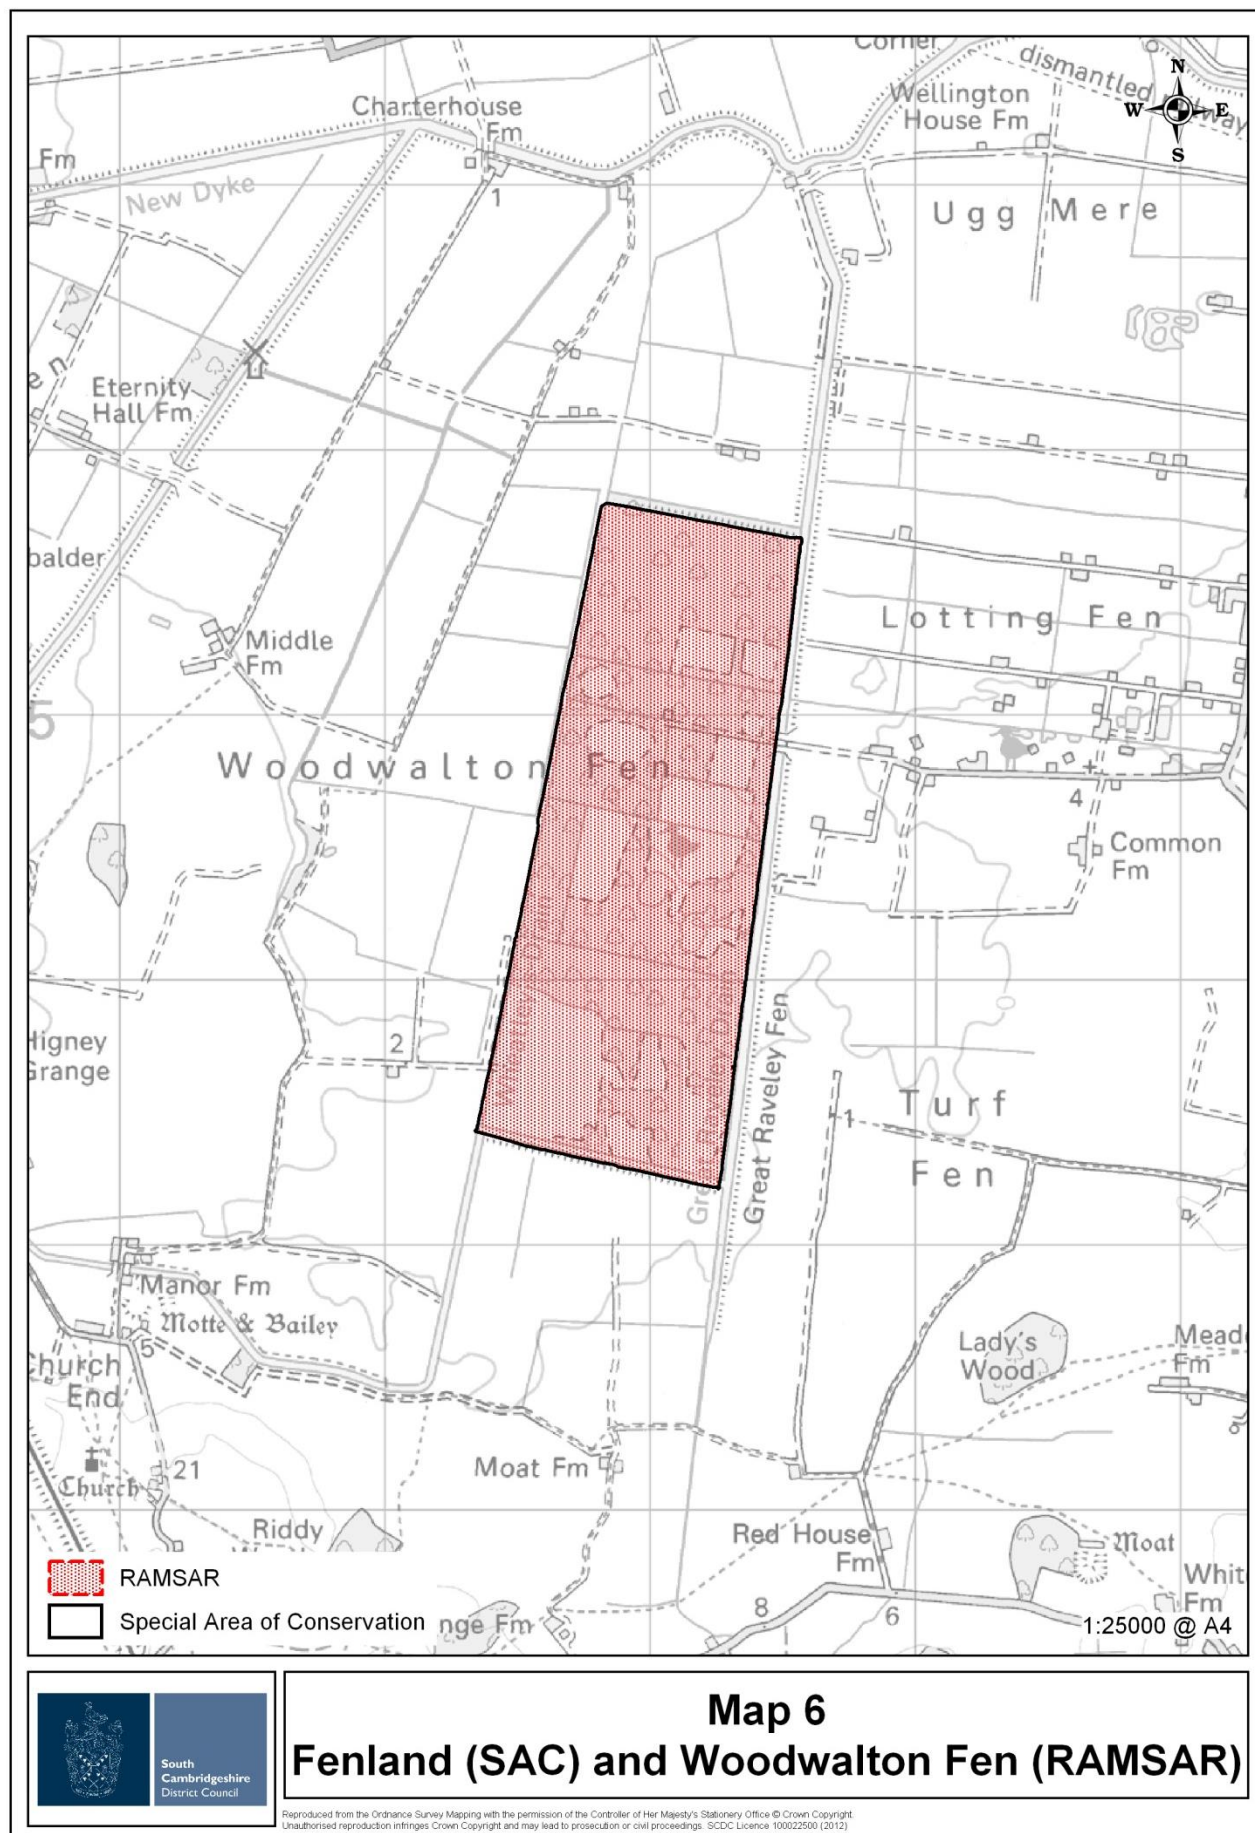 Corner
dismantled
Charterhouse
Fm
Wellington
House Fm
N
W E
S
Fm
New Dyke
1
Ugg Mere
en
Eternity
Hall Fm
balder
Middle
Fm
Lotting Fen
5
Woodwalton Fen
4
Common
Fm
Wheatley's Drain
Great Raveley Drain
Great Raveley Fen
Higney
Grange
2
Turf
Fen
1
Manor Fm
Motte & Bailey
5
Church
End
Lady's
Wood
Mead
Fm
21
Church
Moat Fm
Riddy
Red House
Fm
Moat
Whit
Fm
8
6
nge Fm
RAMSAR
Special Area of Conservation
1:25000 @ A4
South
Cambridgeshire
District Council
Map 6
Fenland (SAC) and Woodwalton Fen (RAMSAR)
Reproduced from the Ordnance Survey Mapping with the permission of the Controller of Her Majesty's Stationery Office © Crown Copyright.
Unauthorised reproduction infringes Crown Copyright and may lead to prosecution or civil proceedings. SCDC Licence 100022500 (2012)